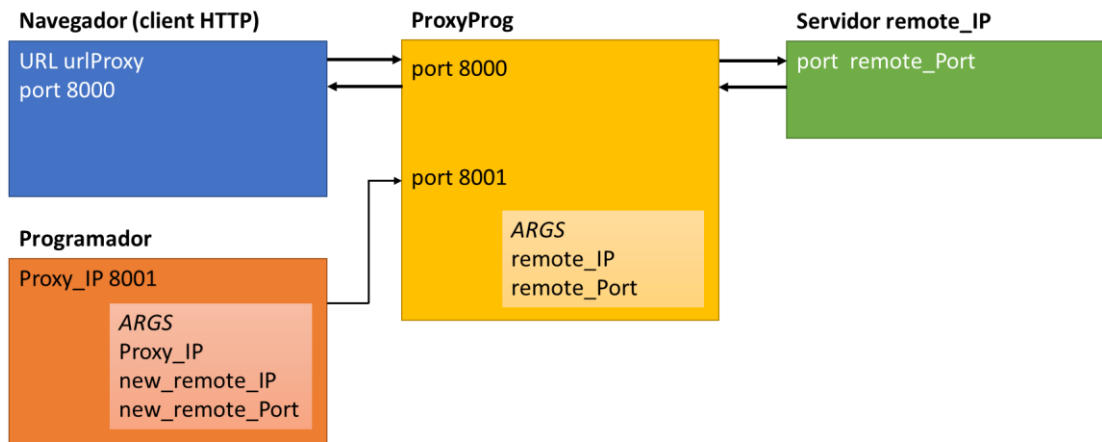 Navegador (client HTTP)
URL urlProxy
port 8000
ProxyProg
port 8000
port 8001
ARGS
remote_IP
remote_Port
Servidor remote_IP
port  remote_Port
Programador
Proxy_IP 8001
ARGS
Proxy_IP
new_remote_IP
new_remote_Port